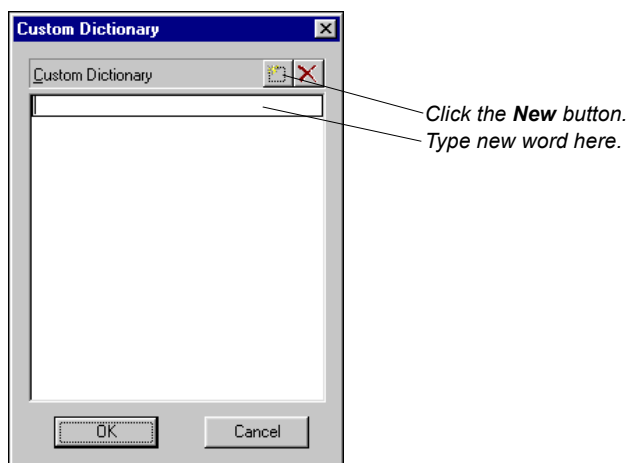 Custom Dictionary
Custom Dictionary
Click the New button.
Type new word here.
OK
Cancel